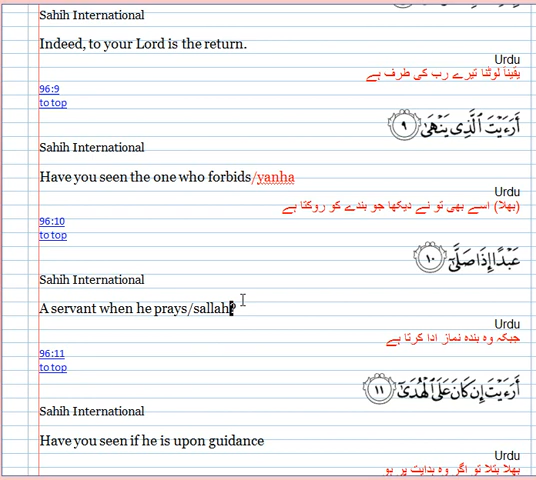 Sahih International
Indeed, to your Lord is the return.
Urdu
یقیناً لوٹنا تیرے رب کی طرف ہے
96:9
to top
أَرَءَيْتَ ٱلَّذِى يَنْهَىٰ ٩
Sahih International
Have you seen the one who forbids/yanha
Urdu
(بھلا) اسے بھی تو نے دیکھا جو بندے کو روکتا ہے
96:10
to top
عَبْدًا إِذَا صَلَّىٰٓ ١٠
Sahih International
A servant when he prays/sallah?
Urdu
جبکہ وه بنده نماز ادا کرتا ہے
96:11
to top
أَرَءَيْتَ إِن كَانَ عَلَى ٱلْهُدَىٰٓ ١١
Sahih International
Have you seen if he is upon guidance
Urdu
بھلا بتلا تو اگر وه ہدایت پر ہو